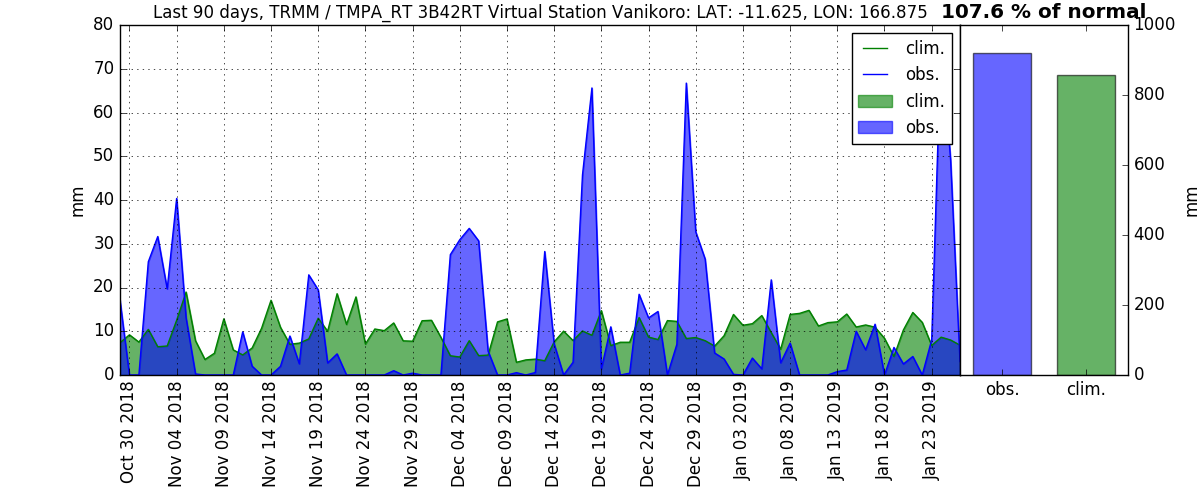 Last 90 days, TRMM / TMPA_RT 3B42RT Virtual Station Vanikoro: LAT: -11.625, LON: 166.875 107.6 % of normal
80
70
60
50
40
30
20
10
0
mm
clim.
obs.
clim.
obs.
1000
800
600
400
200
0
mm
Oct 30 2018
Nov 04 2018
Nov 09 2018
Nov 14 2018
Nov 19 2018
Nov 24 2018
Nov 29 2018
Dec 04 2018
Dec 09 2018
Dec 14 2018
Dec 19 2018
Dec 24 2018
Dec 29 2018
Jan 03 2019
Jan 08 2019
Jan 13 2019
Jan 18 2019
Jan 23 2019
obs.
clim.